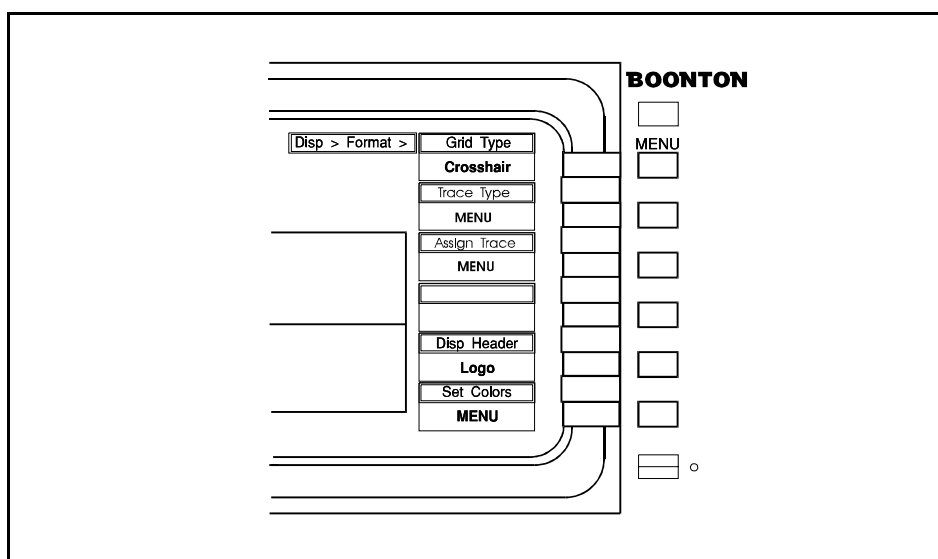 BOONTON
MENU
Disp > Format >
Grid Type
Crosshair
Trace Type
MENU
Assign Trace
MENU
Disp Header
Logo
Set Colors
MENU